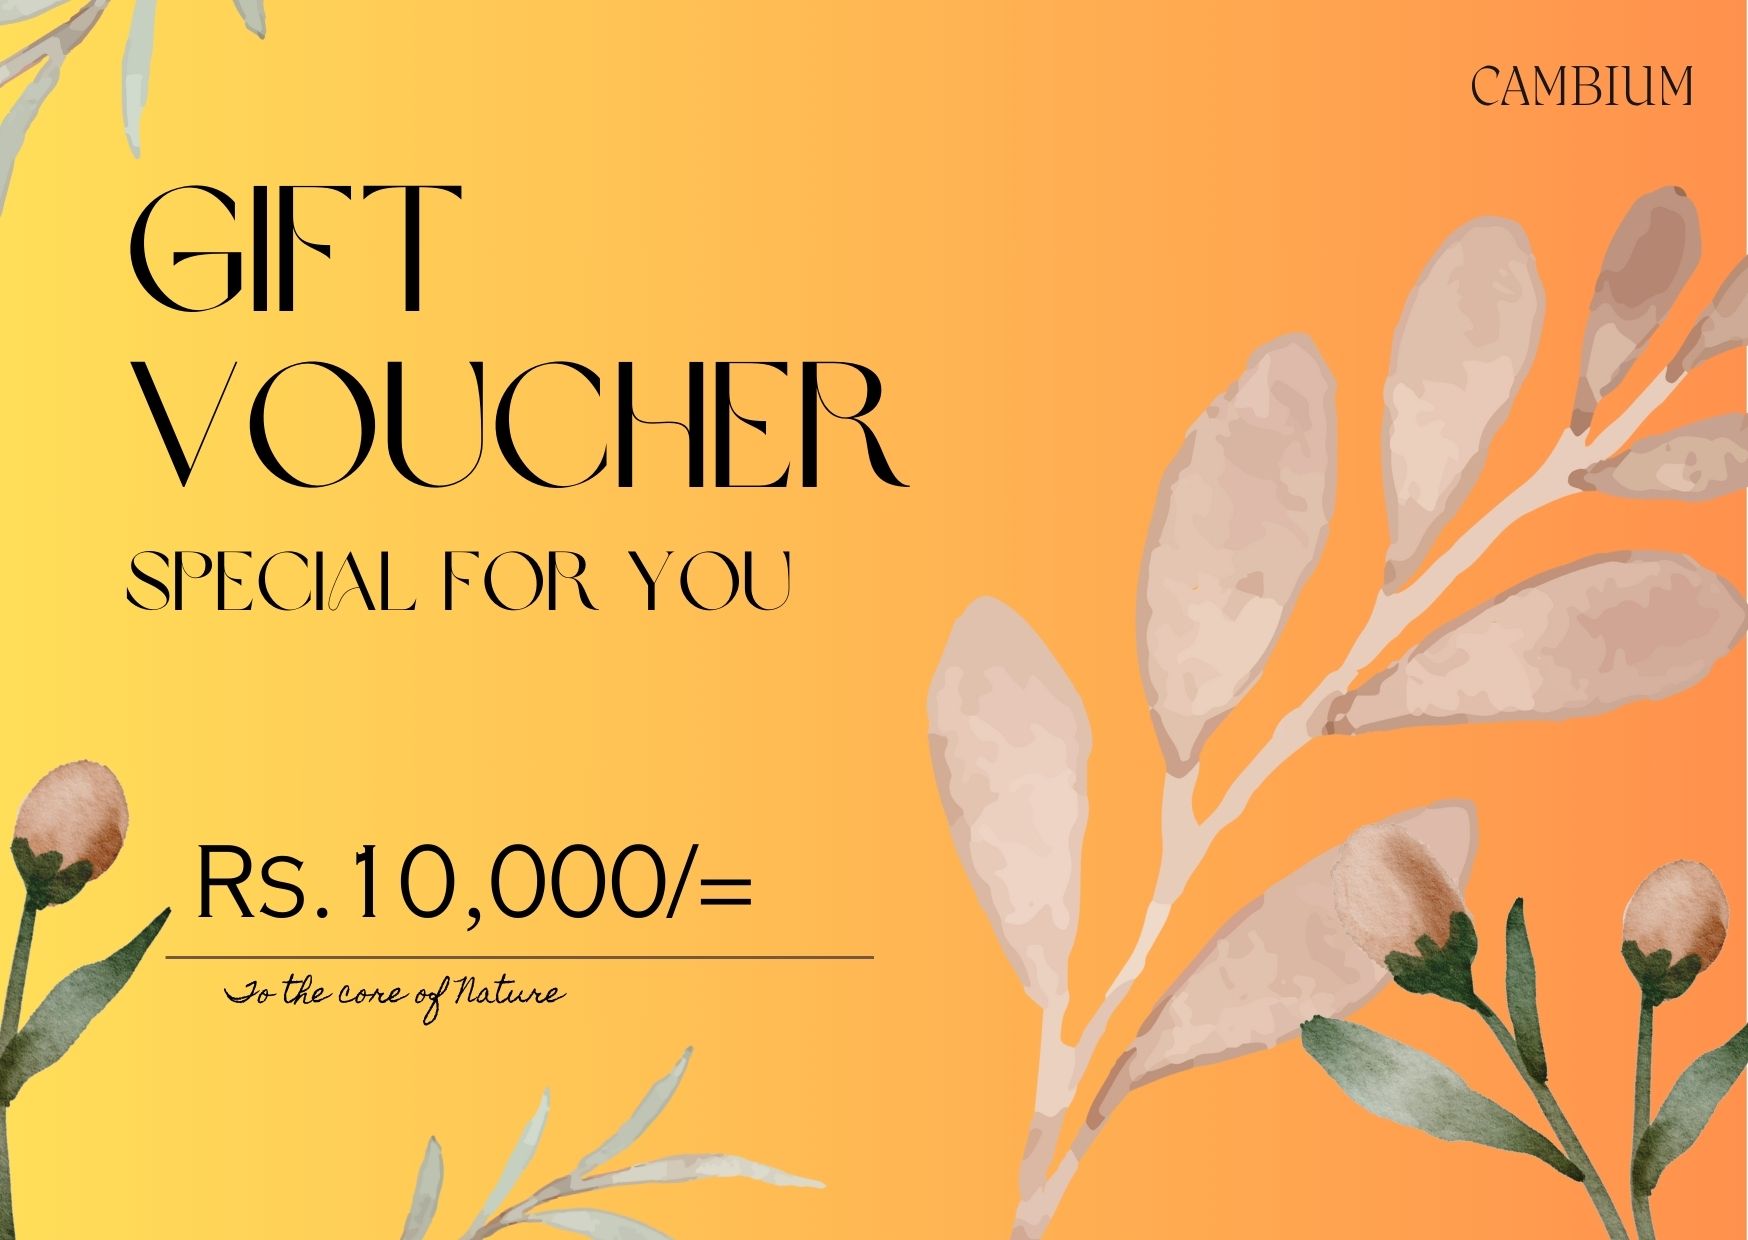 CAMBIUM
GIFT
VOUCHER
SPECIAL FOR YOU
Rs.10,000/=
To the core of Nature